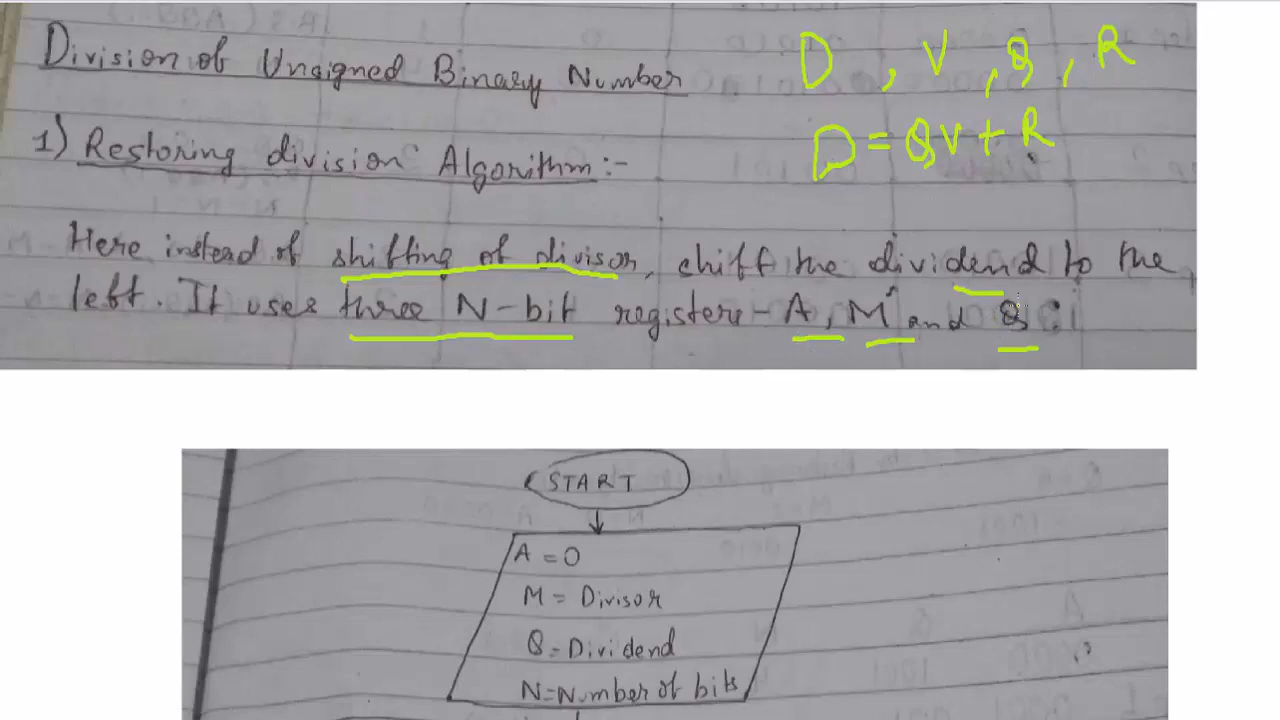 Division of Unsigned Binary Number
D, V, Q, R
D = QV + R
1) Restoring division Algorithm:-
Here instead of shifting of divisor, shift the dividend to the
left. It uses three N-bit registers - A, M and Q:
START
A = 0
M = Divisor
Q = Dividend
N = Number of bits